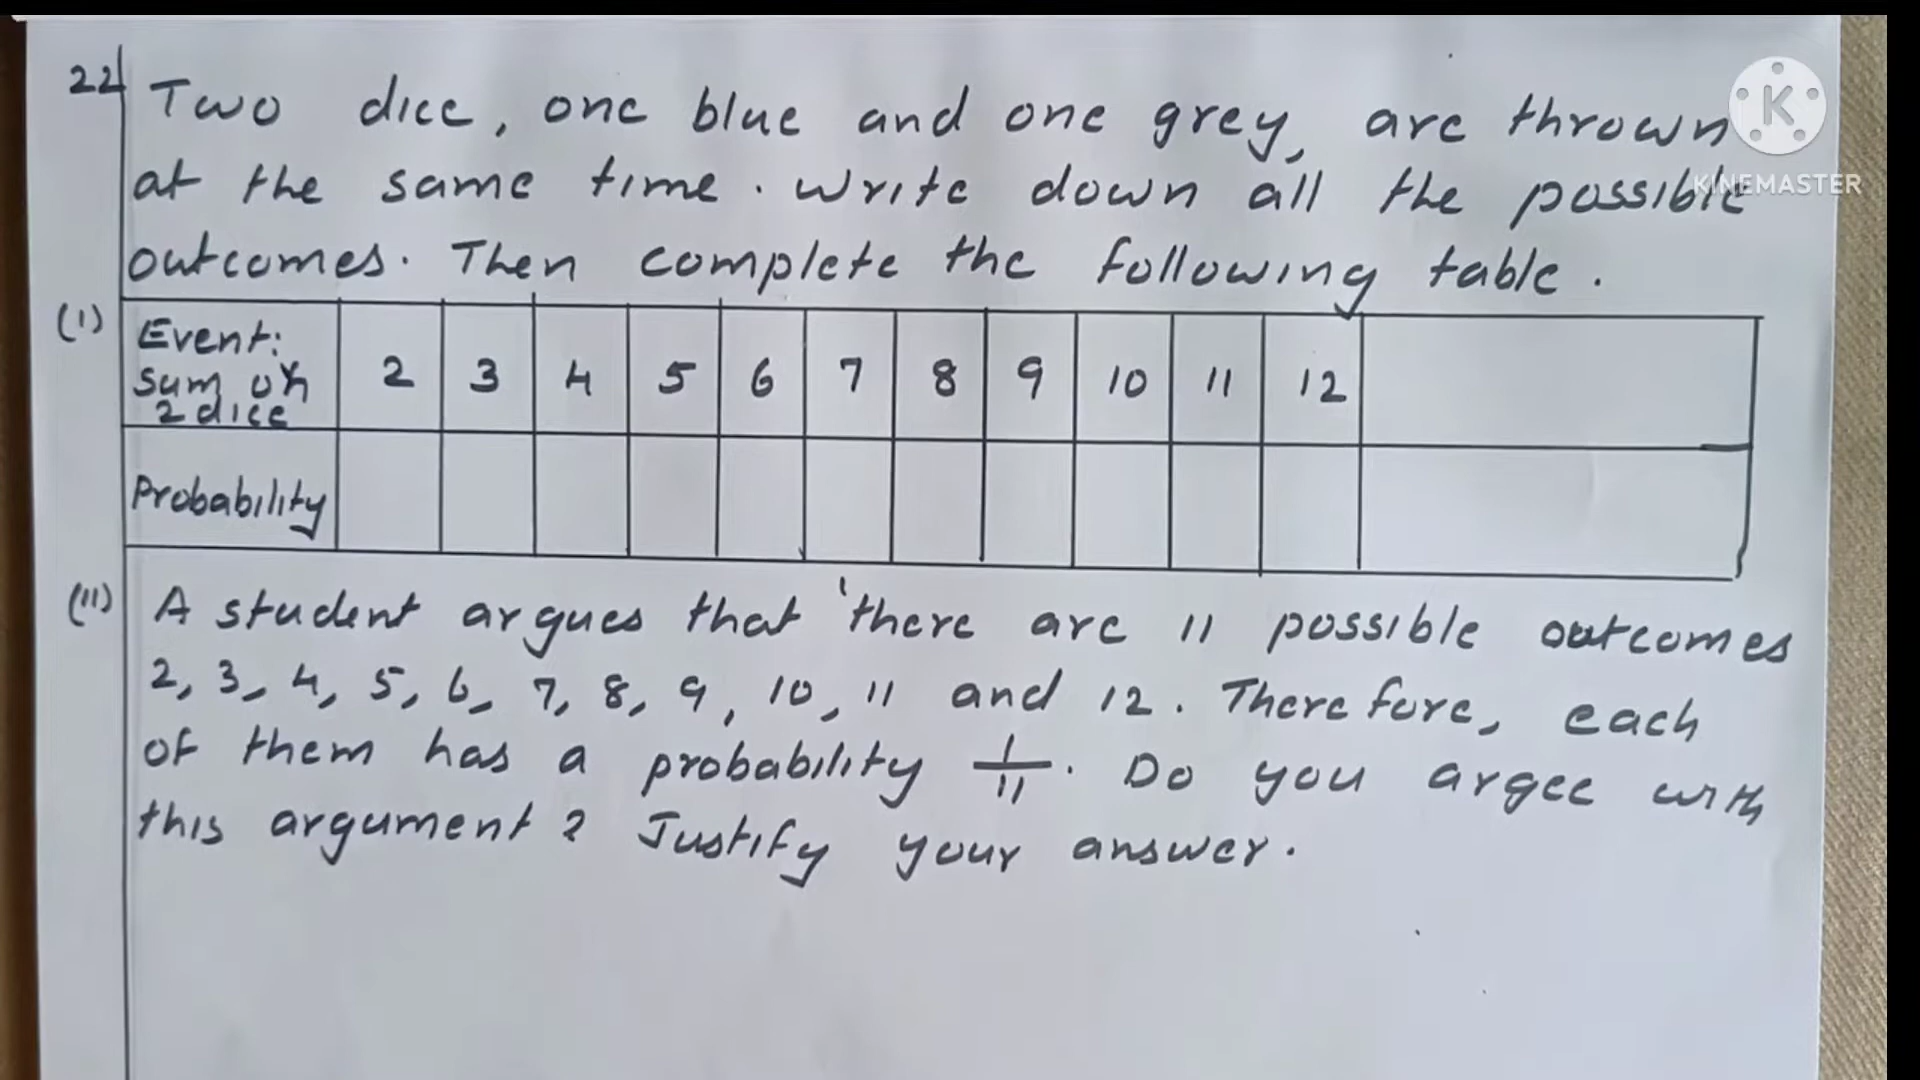 22 Two dice, one blue and one grey, are thrown
at the same time. Write down all the possible
outcomes. Then complete the following table.
(i) Event: sum on 2 dice 2 3 4 5 6 7 8 9 10 11 12
Probability
(ii) A student argues that 'there are 11 possible outcomes
2, 3, 4, 5, 6, 7, 8, 9, 10, 11 and 12. Therefore, each
of them has a probability 1/11. Do you argee with
this argument? Justify your answer.
K
KINEMASTER